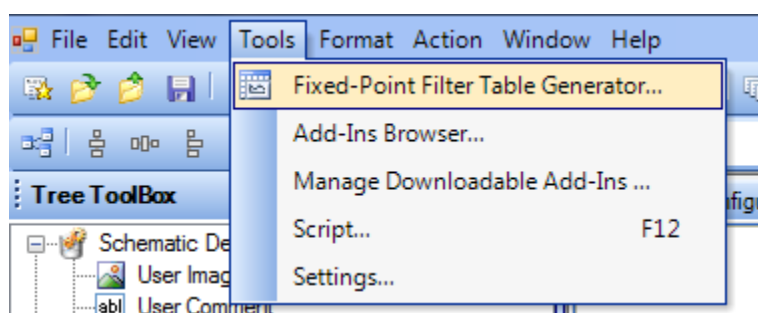 File Edit View Tools Format Action Window Help
Fixed-Point Filter Table Generator...
Add-Ins Browser...
Manage Downloadable Add-Ins ...
Tree ToolBox
Script... F12
Schematic De
User Imag
Settings...
abl User Comment